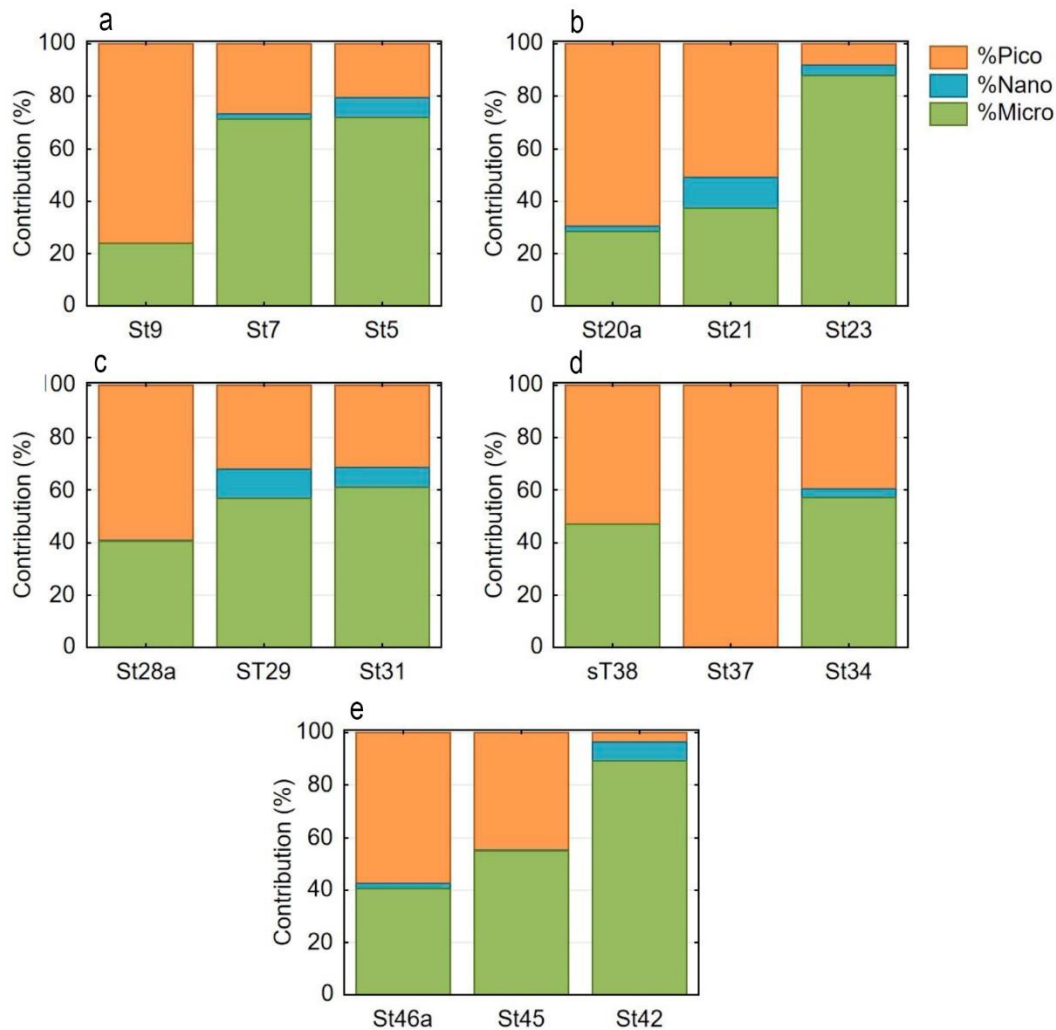 a
b
100
80
60
40
20
0
Contribution (%)
St9 St7 St5
100
80
60
40
20
0
Contribution (%)
St20a St21 St23
%Pico
%Nano
%Micro
c
d
100
80
60
40
20
0
Contribution (%)
St28a ST29 St31
100
80
60
40
20
0
Contribution (%)
sT38 St37 St34
e
100
80
60
40
20
0
Contribution (%)
St46a St45 St42